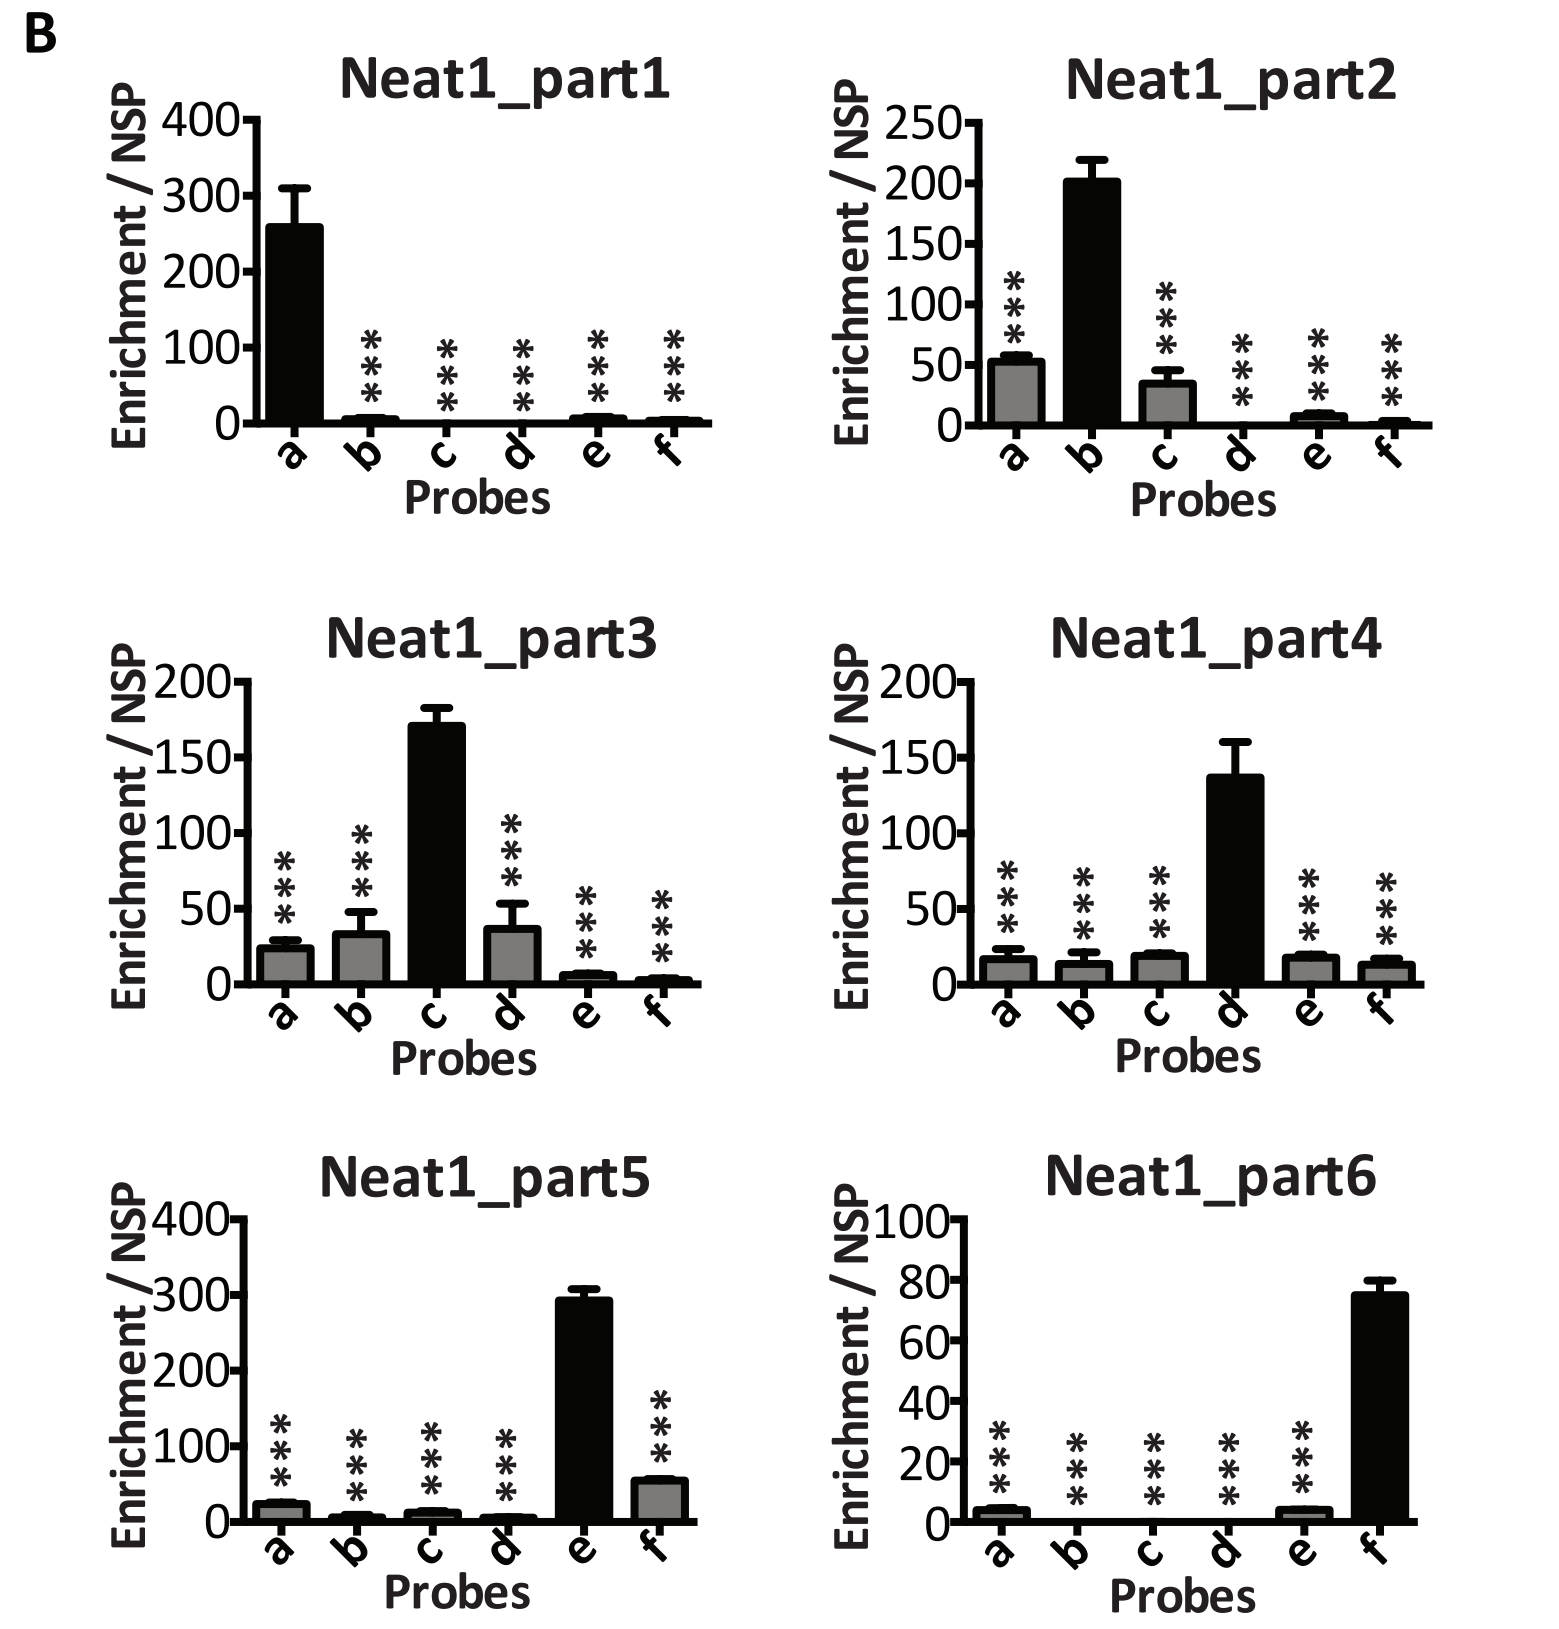 B
Neat1_part1
Enrichment / NSP
400
300
200
100
0
***
***
***
***
***
a b c d e f
Probes
Neat1_part2
Enrichment / NSP
250
200
150
100
50
0
***
***
***
***
***
a b c d e f
Probes
Neat1_part3
Enrichment / NSP
200
150
100
50
0
***
***
***
***
***
a b c d e f
Probes
Neat1_part4
Enrichment / NSP
200
150
100
50
0
***
***
***
***
***
a b c d e f
Probes
Neat1_part5
Enrichment / NSP
400
300
200
100
0
***
***
***
***
***
a b c d e f
Probes
Neat1_part6
Enrichment / NSP
100
80
60
40
20
0
***
***
***
***
***
a b c d e f
Probes